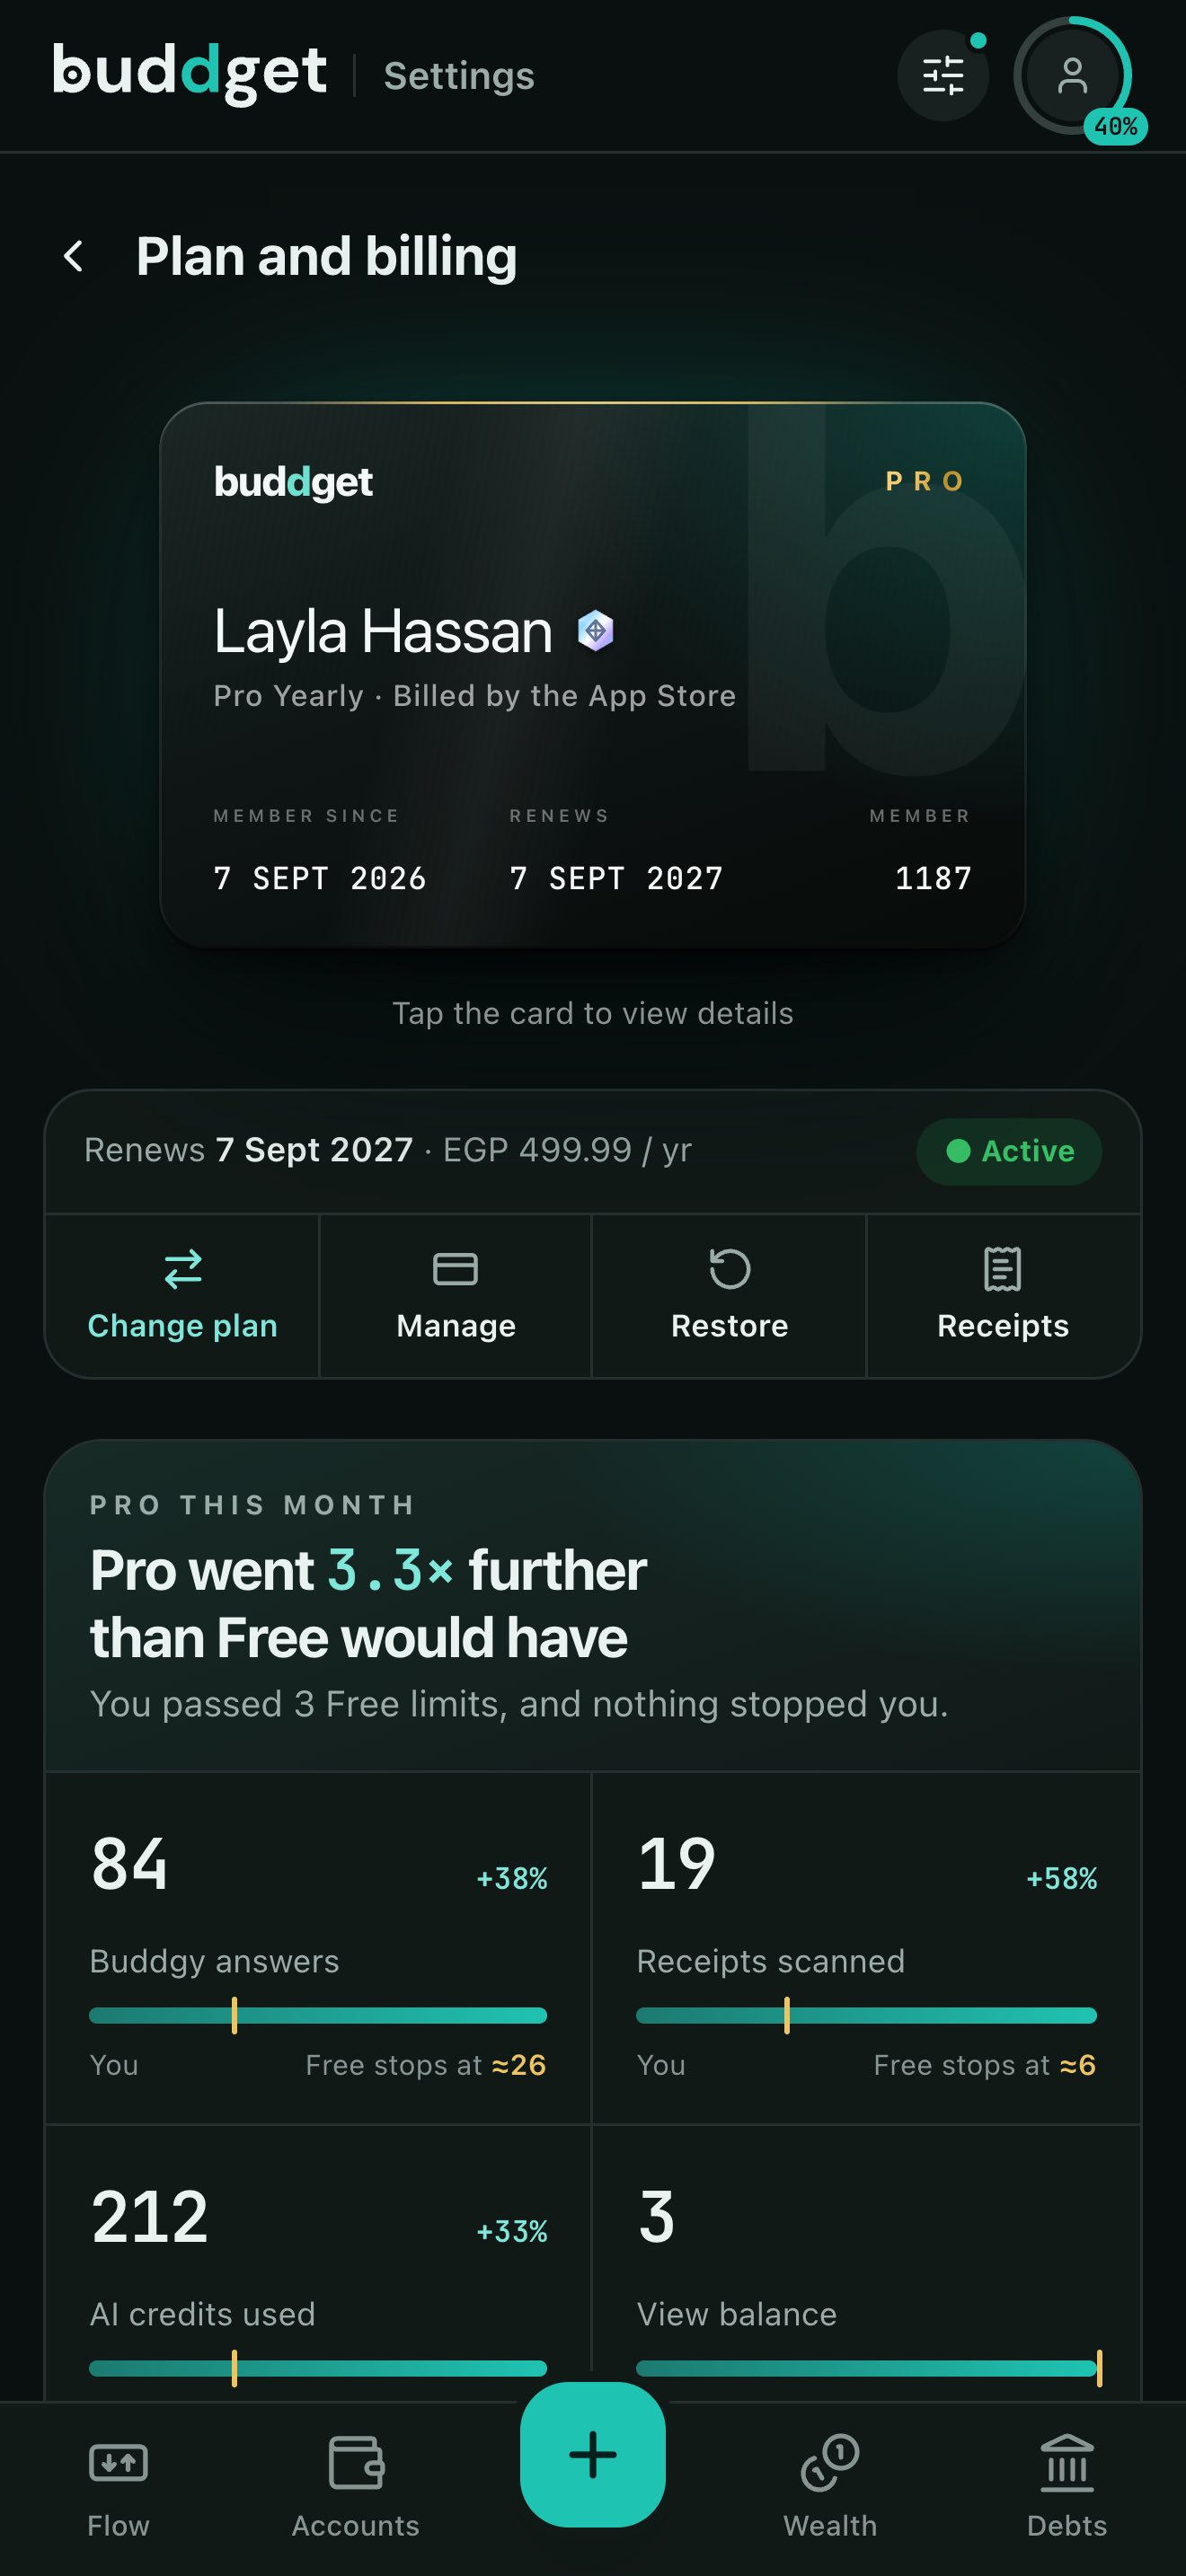 buddget
Settings
40%
Plan and billing
buddget
PRO
Layla Hassan
Pro Yearly · Billed by the App Store
MEMBER SINCE
RENEWS
MEMBER
7 SEPT 2026
7 SEPT 2027
1187
Tap the card to view details
Renews 7 Sept 2027 · EGP 499.99 / yr
Active
Change plan
Manage
Restore
Receipts
PRO THIS MONTH
Pro went 3.3× further
than Free would have
You passed 3 Free limits, and nothing stopped you.
84
+38%
Buddgy answers
You
Free stops at ≈26
19
+58%
Receipts scanned
You
Free stops at ≈6
212
+33%
AI credits used
3
View balance
Flow
Accounts
Wealth
Debts